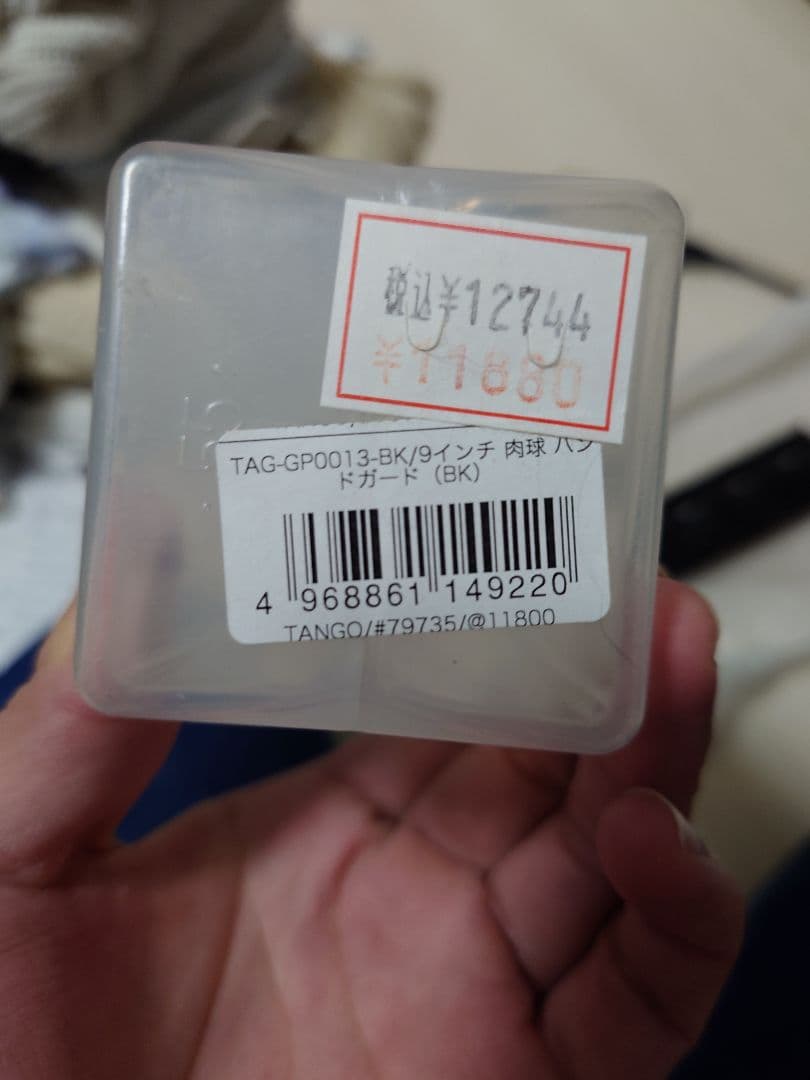 税込¥12744
TAG-GP0013-BK/9インチ 肉球 ハン
ドガード（BK）
4 968861 149220
TANGO/#79735/@11800